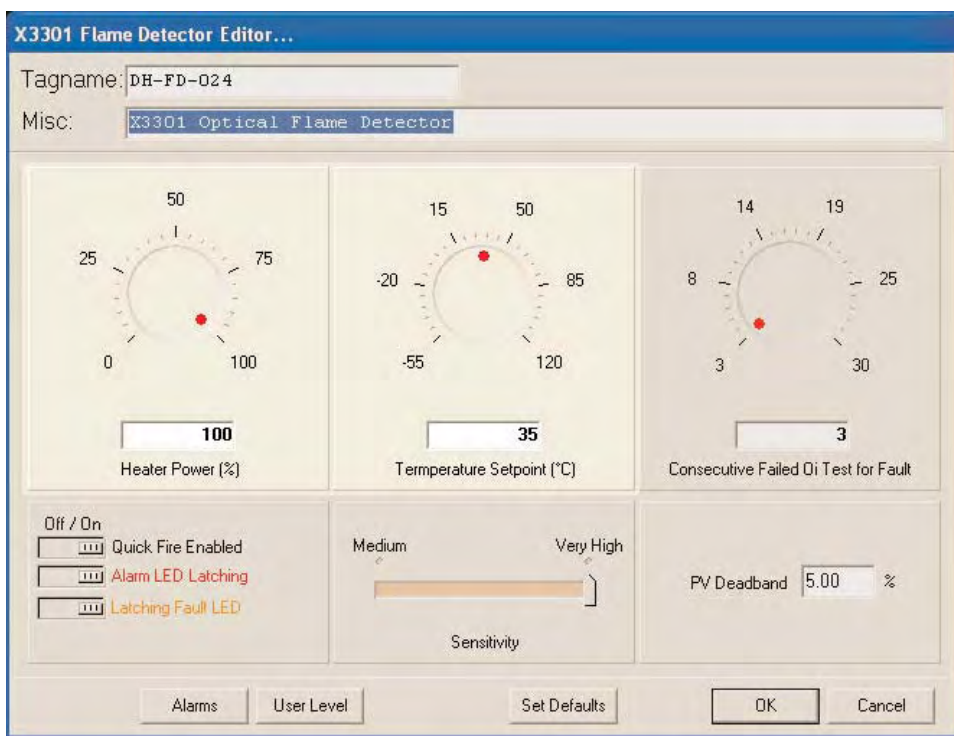 X3301 Flame Detector Editor...
Tagname: DH-FD-024
Misc: X3301 Optical Flame Detector
50
25 75
0 100
100
Heater Power (%)
15 50
-20 85
-55 120
35
Termperature Setpoint (°C)
14 19
8 25
3 30
3
Consecutive Failed Oi Test for Fault
Off / On
Quick Fire Enabled
Alarm LED Latching
Latching Fault LED
Medium Very High
Sensitivity
PV Deadband 5.00 %
Alarms User Level Set Defaults OK Cancel